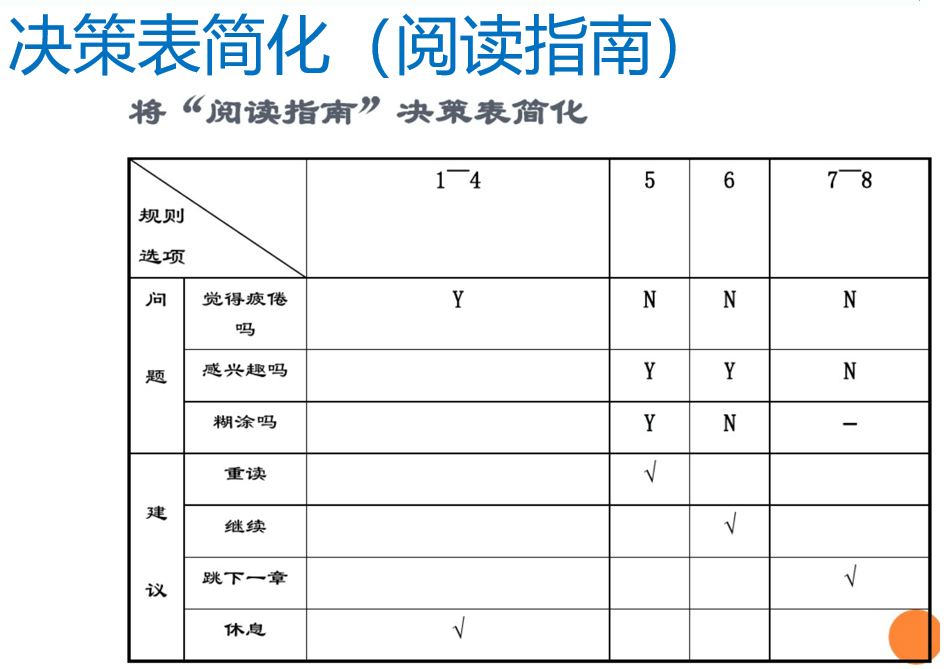 决策表简化（阅读指南）
将“阅读指南”决策表简化
规则
选项
1—4
5
6
7—8
问
题
觉得疲倦
吗
Y
N
N
N
感兴趣吗
Y
Y
N
糊涂吗
Y
N
—
建
议
重读
√
继续
√
跳下一章
√
休息
√